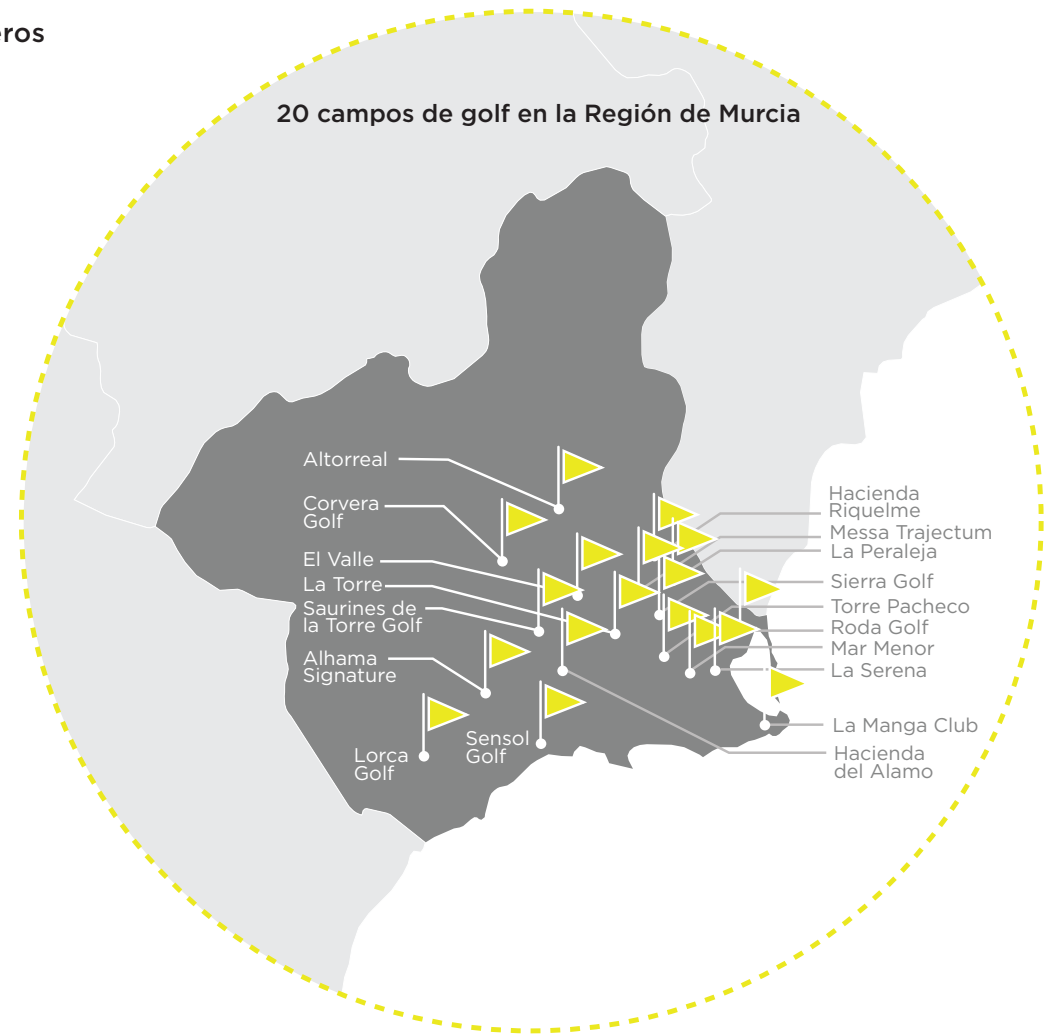 eros
20 campos de golf en la Región de Murcia
Altorreal
Corvera
Golf
El Valle
La Torre
Saurines de
la Torre Golf
Alhama
Signature
Lorca
Golf
Sensol
Golf
Hacienda
Riquelme
Messa Trajectum
La Peraleja
Sierra Golf
Torre Pacheco
Roda Golf
Mar Menor
La Serena
La Manga Club
Hacienda
del Alamo